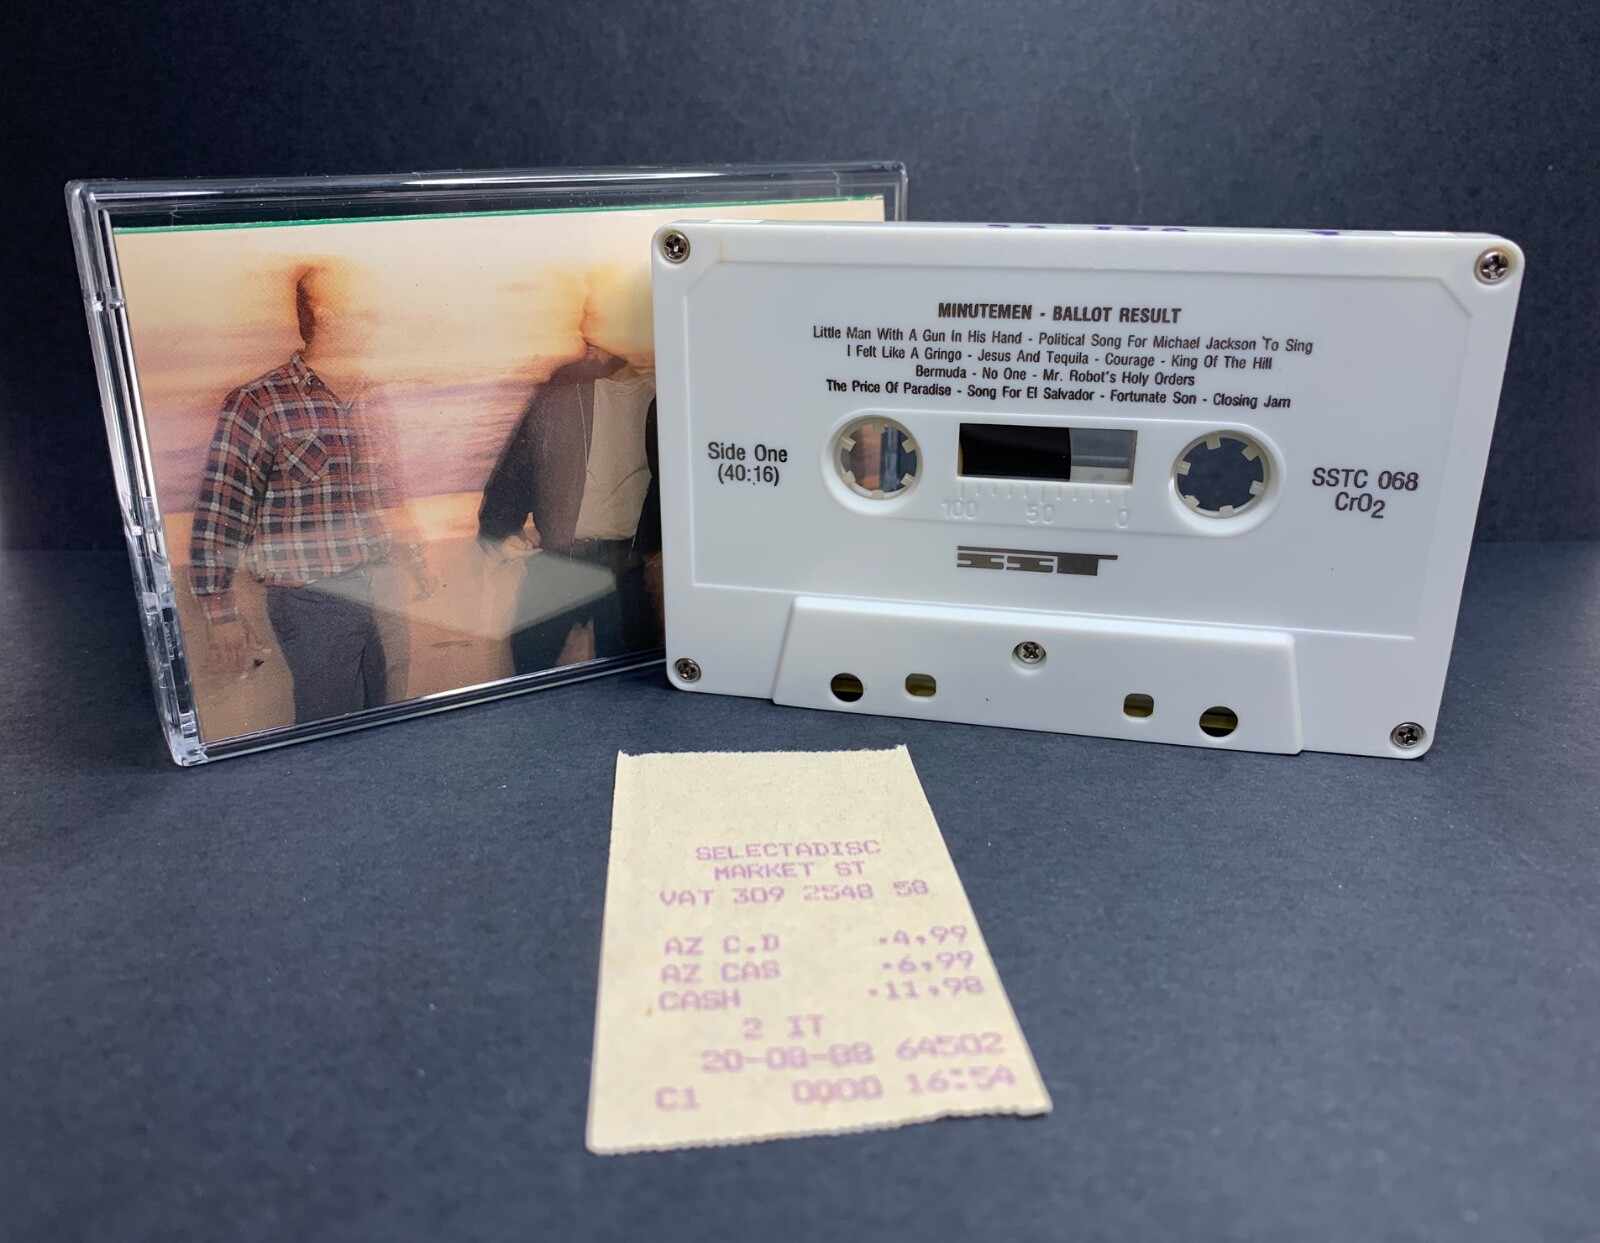 MINUTEMEN - BALLOT RESULT
Little Man With A Gun In His Hand - Political Song For Michael Jackson To Sing
I Felt Like A Gringo - Jesus And Tequila - Courage - King Of The Hill
Bermuda - No One - Mr. Robot's Holy Orders
The Price Of Paradise - Song For El Salvador - Fortunate Son - Closing Jam
Side One
(40:16)
SSTC 068
CrO2
100 50 0
SST
SELECTADISC
MARKET ST
VAT 309 2548 58
AZ C.D .4,99
AZ CAS .6,99
CASH .11,98
2 IT
20-08-88 64502
C1 0000 16:54